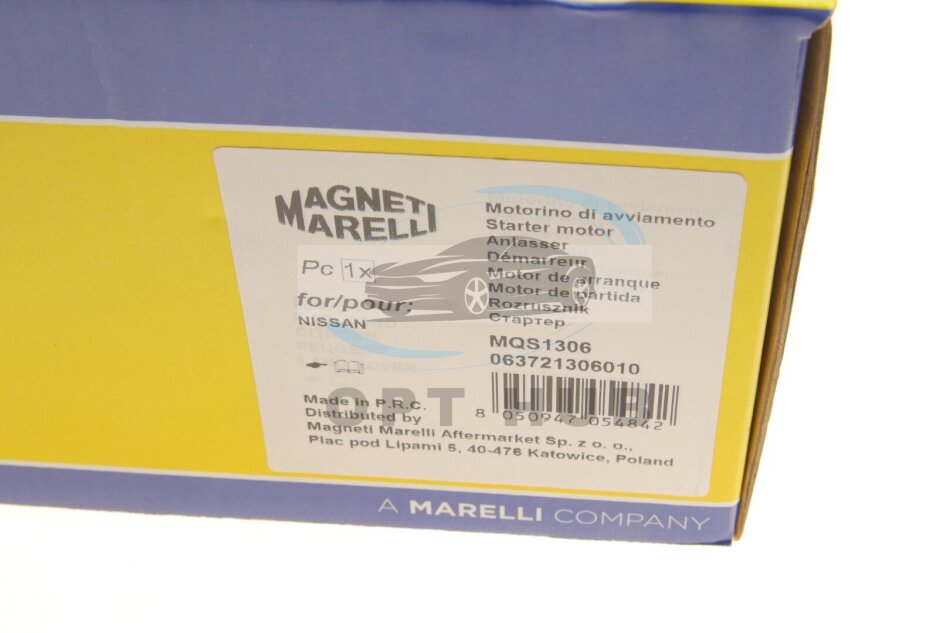 MAGNETI
MARELLI
Pc 1x
for/pour:
NISSAN
Motorino di avviamento
Starter motor
Anlasser
Démarreur
Motor de arranque
Motor de partida
Rozrusznik
Стартер
MQS1306
063721306010
8 050947 054842
OPT HUB
Made in P.R.C.
Distributed by
Magneti Marelli Aftermarket Sp. z o. o.,
Plac pod Lipami 5, 40-476 Katowice, Poland
A MARELLI COMPANY